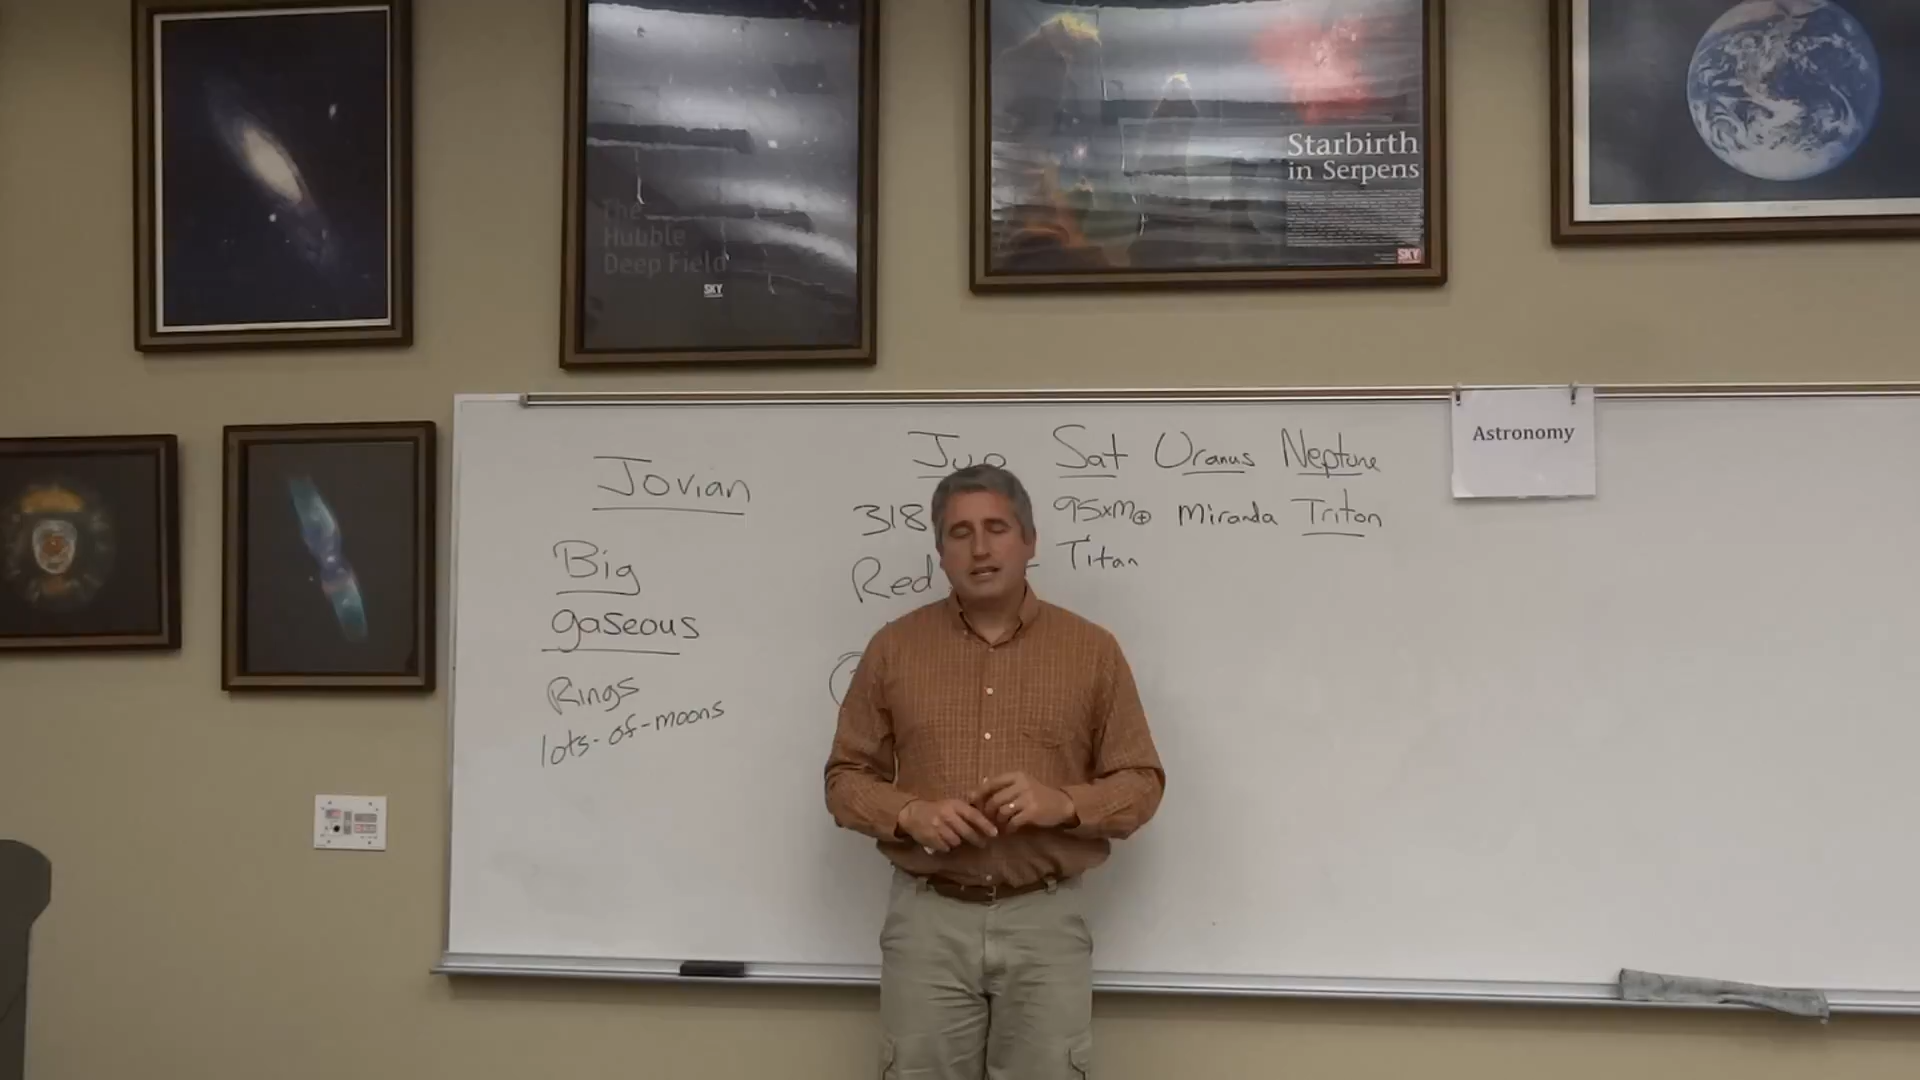 The
Hubble
Deep Field
SKY
Starbirth
in Serpens
SKY
Astronomy
Jovian
Big
gaseous
Rings
lots-of-moons
Jup Sat Uranus Neptune
318 95xM⊕ Miranda Triton
Red Titan